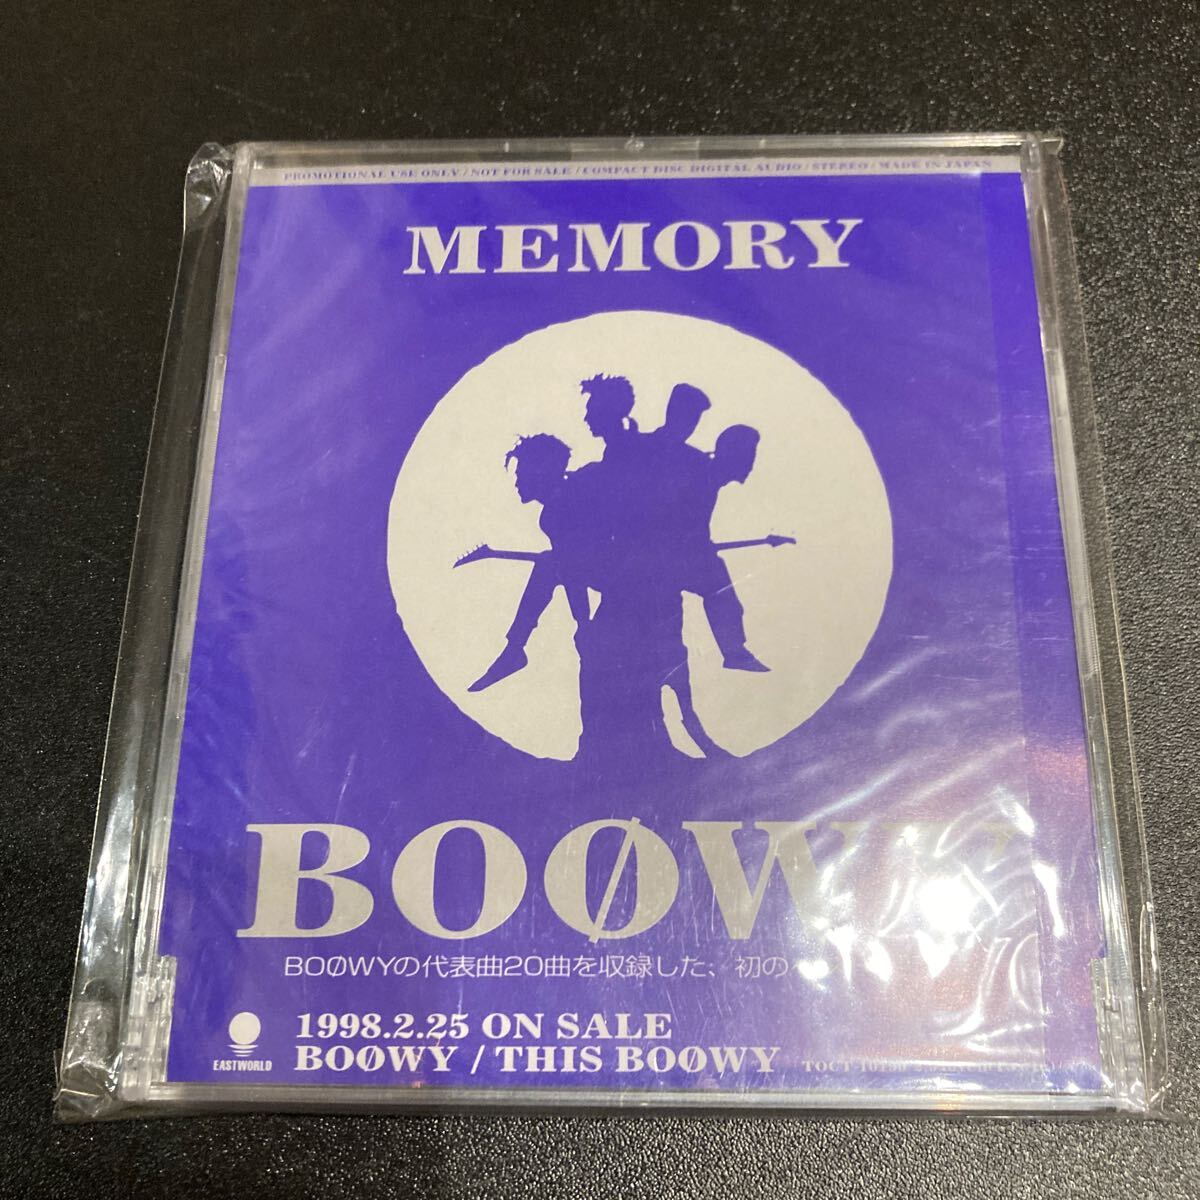 PROMOTIONAL USE ONLY / NOT FOR SALE / COMPACT DISC DIGITAL AUDIO / STEREO / MADE IN JAPAN
MEMORY
BOØWY
BOØWYの代表曲20曲を収録した、初の
1998.2.25 ON SALE
BOØWY / THIS BOØWY
EASTWORLD